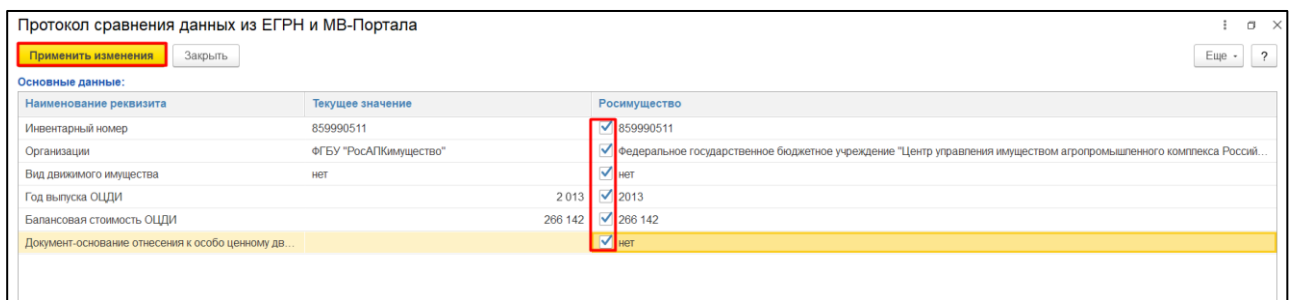 Протокол сравнения данных из ЕГРН и МВ-Портала
Применить изменения Закрыть Еще ?
Основные данные:
Наименование реквизита Текущее значение Росимущество
Инвентарный номер 859990511 859990511
Организации ФГБУ "РосАПКимущество" Федеральное государственное бюджетное учреждение "Центр управления имуществом агропромышленного комплекса Россий...
Вид движимого имущества нет нет
Год выпуска ОЦДИ 2 013 2013
Балансовая стоимость ОЦДИ 266 142 266 142
Документ-основание отнесения к особо ценному дв... нет